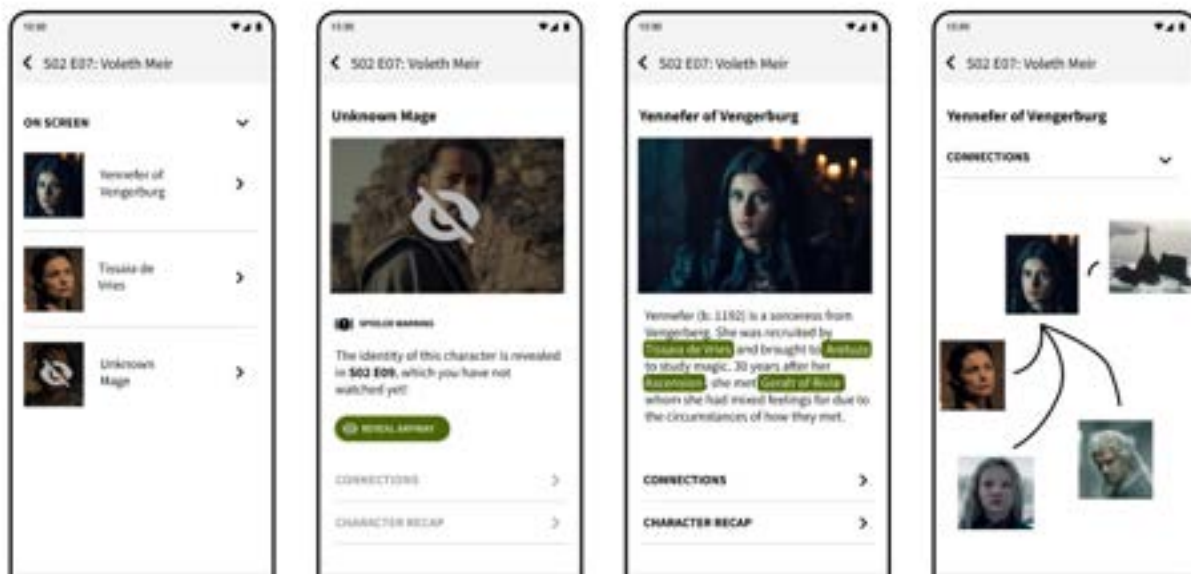 S02 E07: Voleth Meir
ON SCREEN
Yennefer of
Vengerburg
Tissaia de
Vries
Unknown
Mage
S02 E07: Voleth Meir
Unknown Mage
SPOILER WARNING
The identity of this character is revealed
in S02 E09, which you have not
watched yet!
REVEAL ANYWAY
CONNECTIONS
CHARACTER RECAP
S02 E07: Voleth Meir
Yennefer of Vengerburg
Yennefer (b. 1192) is a sorceress from
Vengerberg. She was recruited by
Tissaia de Vries and brought to Aretuza
to study magic. 30 years after her
Ascension, she met Geralt of Rivia
whom she had mixed feelings for due to
the circumstances of how they met.
CONNECTIONS
CHARACTER RECAP
S02 E07: Voleth Meir
Yennefer of Vengerburg
CONNECTIONS